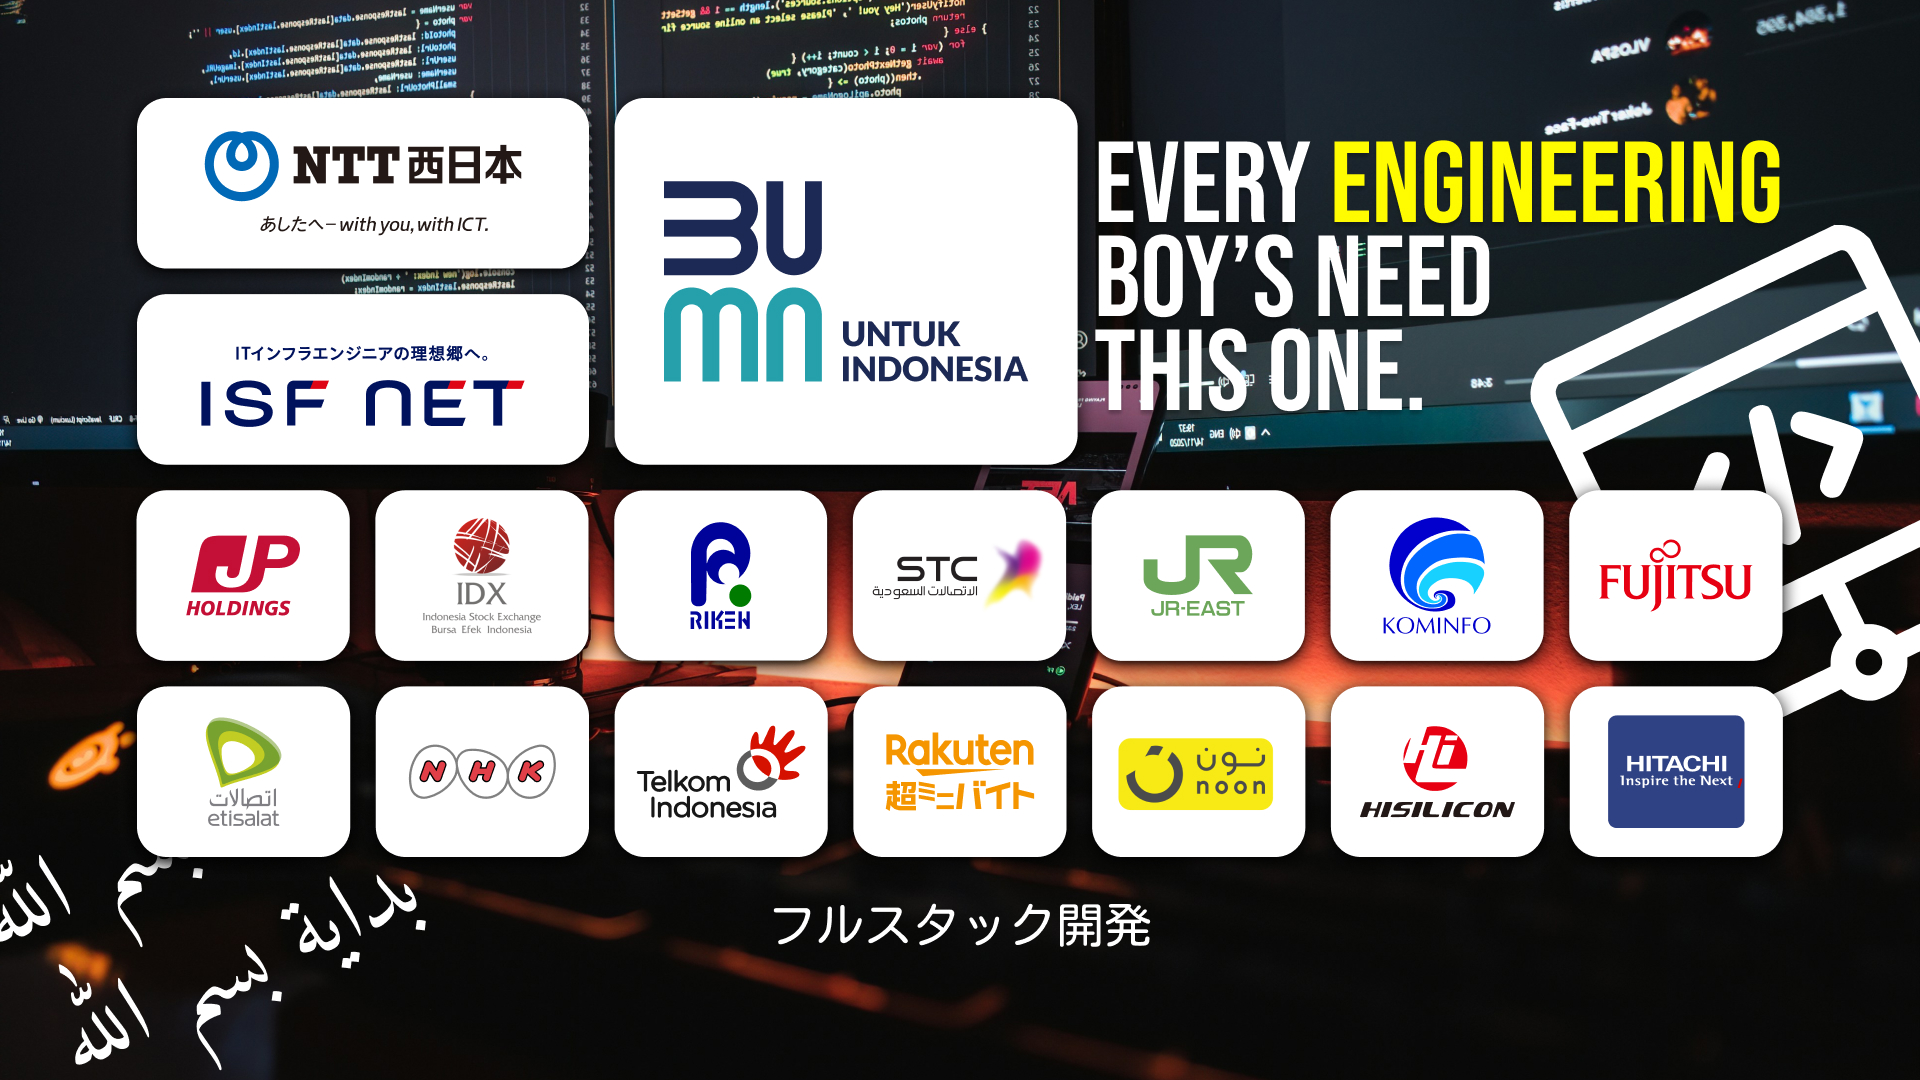 NTT西日本
あしたへ－with you, with ICT.
ITインフラエンジニアの理想郷へ。
ISF NET
BUMN
UNTUK
INDONESIA
EVERY ENGINEERING
BOY’S NEED
THIS ONE.
JP
HOLDINGS
IDX
Indonesia Stock Exchange
Bursa Efek Indonesia
RIKEN
STC
الاتصالات السعودية
JR
JR-EAST
KOMINFO
FUJITSU
اتصالات
etisalat
NHK
Telkom
Indonesia
Rakuten
超ミニバイト
نون
noon
Hi
HISILICON
HITACHI
Inspire the Next
フルスタック開発
بسم الله
بداية بسم الله